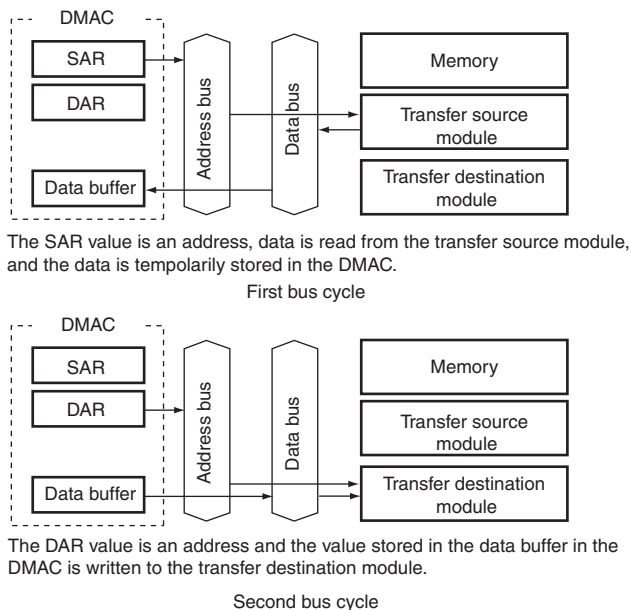 DMAC
SAR
DAR
Data buffer
Address bus
Data bus
Memory
Transfer source
module
Transfer destination
module
The SAR value is an address, data is read from the transfer source module,
and the data is tempolarily stored in the DMAC.
First bus cycle
DMAC
SAR
DAR
Data buffer
Address bus
Data bus
Memory
Transfer source
module
Transfer destination
module
The DAR value is an address and the value stored in the data buffer in the
DMAC is written to the transfer destination module.
Second bus cycle